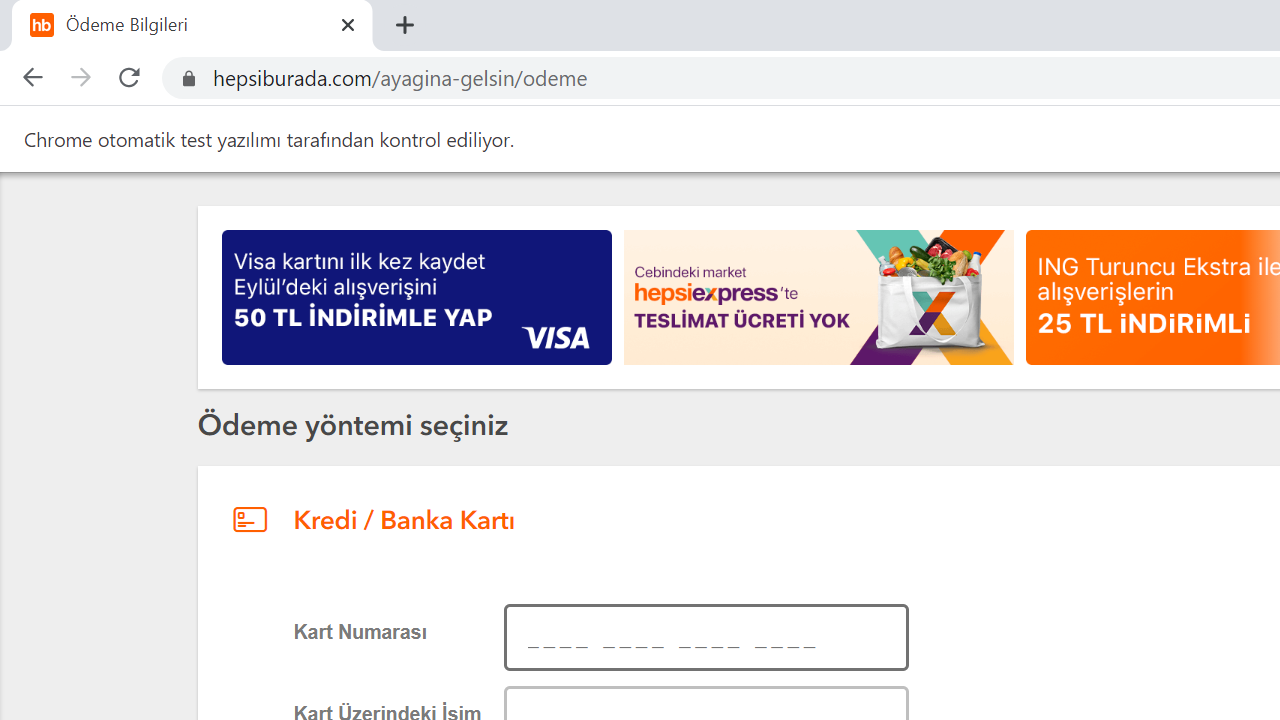 hb Ödeme Bilgileri
hepsiburada.com/ayagina-gelsin/odeme
Chrome otomatik test yazılımı tarafından kontrol ediliyor.
Visa kartını ilk kez kaydet
Eylül'deki alışverişini
50 TL İNDİRİMLE YAP
VISA
Cebindeki market
hepsiexpress'te
TESLİMAT ÜCRETİ YOK
ING Turuncu Ekstra ile
alışverişlerin
25 TL iNDiRiMLi
Ödeme yöntemi seçiniz
Kredi / Banka Kartı
Kart Numarası
____ ____ ____ ____
Kart Üzerindeki İsim